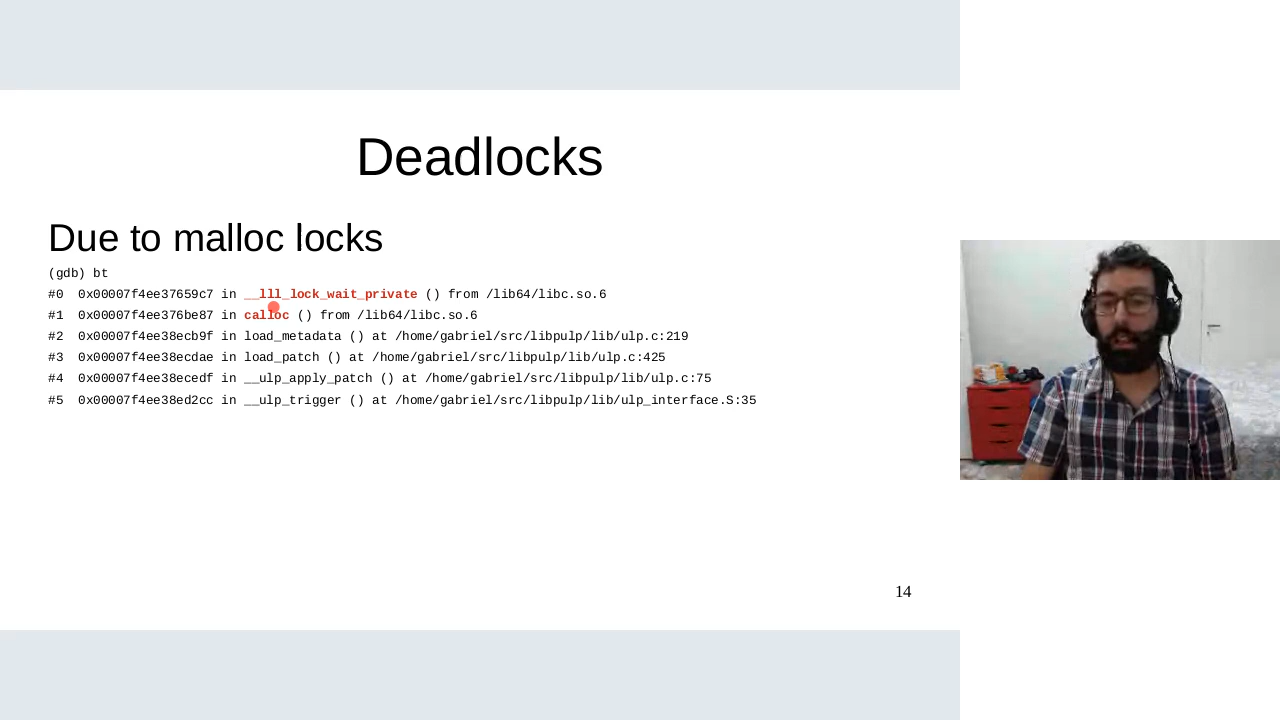 Deadlocks
Due to malloc locks
(gdb) bt
#0  0x00007f4ee37659c7 in __lll_lock_wait_private () from /lib64/libc.so.6
#1  0x00007f4ee376be87 in calloc () from /lib64/libc.so.6
#2  0x00007f4ee38ecb9f in load_metadata () at /home/gabriel/src/libpulp/lib/ulp.c:219
#3  0x00007f4ee38ecdae in load_patch () at /home/gabriel/src/libpulp/lib/ulp.c:425
#4  0x00007f4ee38ecedf in __ulp_apply_patch () at /home/gabriel/src/libpulp/lib/ulp.c:75
#5  0x00007f4ee38ed2cc in __ulp_trigger () at /home/gabriel/src/libpulp/lib/ulp_interface.S:35
14